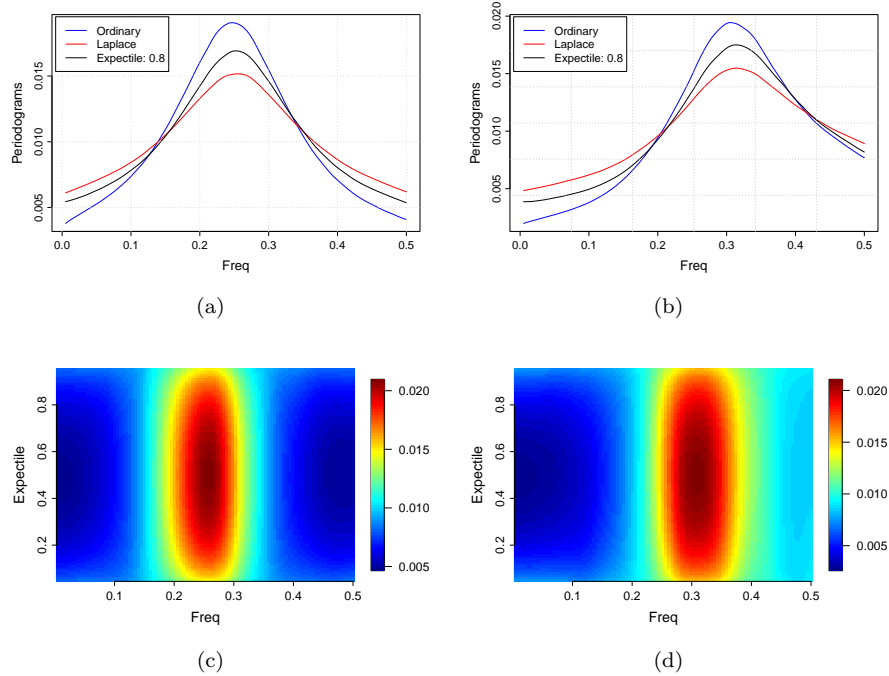 Ordinary
Laplace
Expectile: 0.8
Periodograms
0.005 0.010 0.015
0.0 0.1 0.2 0.3 0.4 0.5
Freq
(a)
Ordinary
Laplace
Expectile: 0.8
Periodograms
0.005 0.010 0.015 0.020
0.0 0.1 0.2 0.3 0.4 0.5
Freq
(b)
Expectile
0.2 0.4 0.6 0.8
0.1 0.2 0.3 0.4 0.5
Freq
0.020
0.015
0.010
0.005
(c)
Expectile
0.2 0.4 0.6 0.8
0.1 0.2 0.3 0.4 0.5
Freq
0.020
0.015
0.010
0.005
(d)